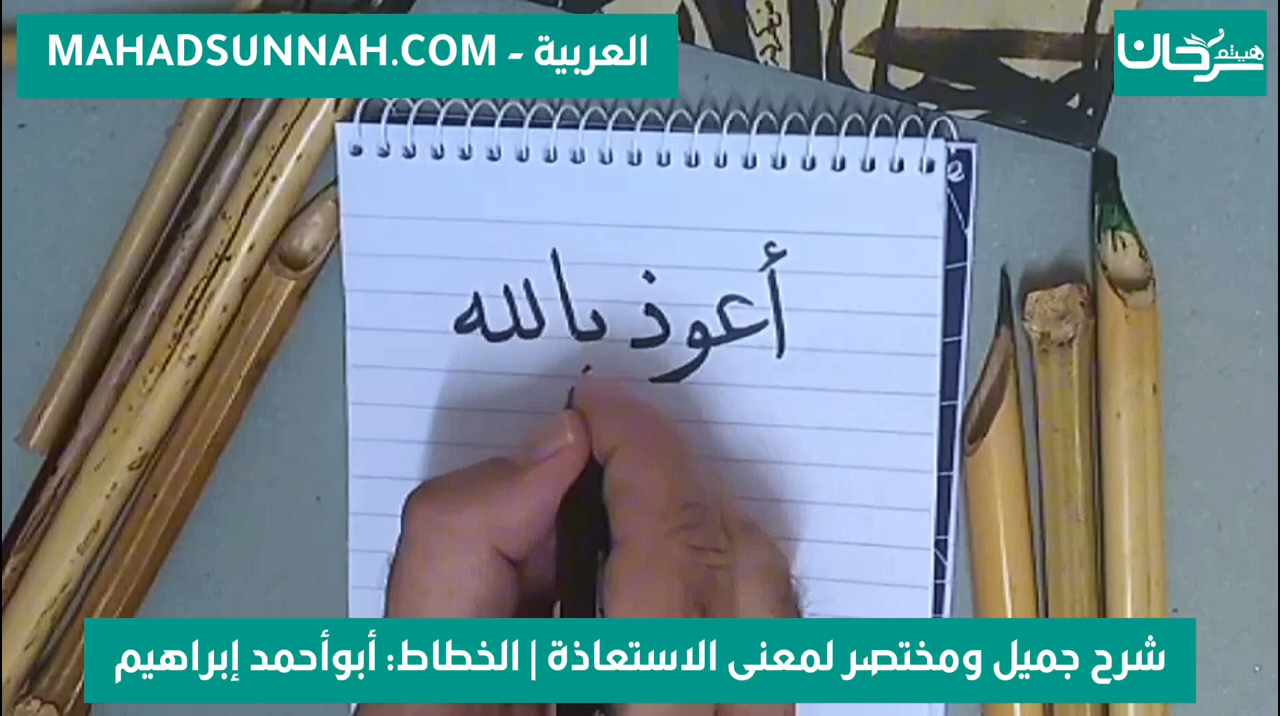 العربية - MAHADSUNNAH.COM
هيثم سرحان
أعوذ بالله
شرح جميل ومختصر لمعنى الاستعاذة | الخطاط: أبوأحمد إبراهيم